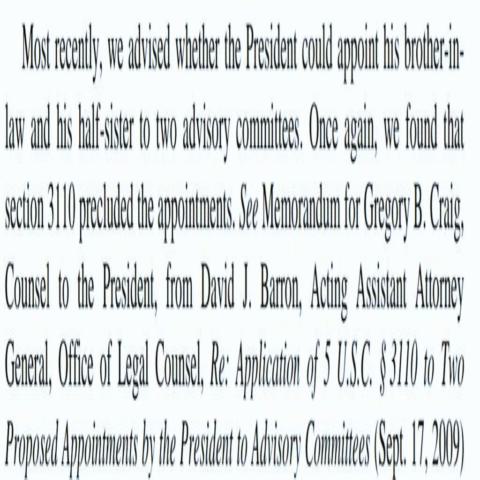 Most recently, we advised whether the President could appoint his brother-in-
law and his half-sister to two advisory committees. Once again, we found that
section 3110 precluded the appointments. See Memorandum for Gregory B. Craig,
Counsel to the President, from David J. Barron, Acting Assistant Attorney
General, Office of Legal Counsel, Re: Application of 5 U.S.C. § 3110 to Two
Proposed Appointments by the President to Advisory Committees (Sept. 17, 2009)